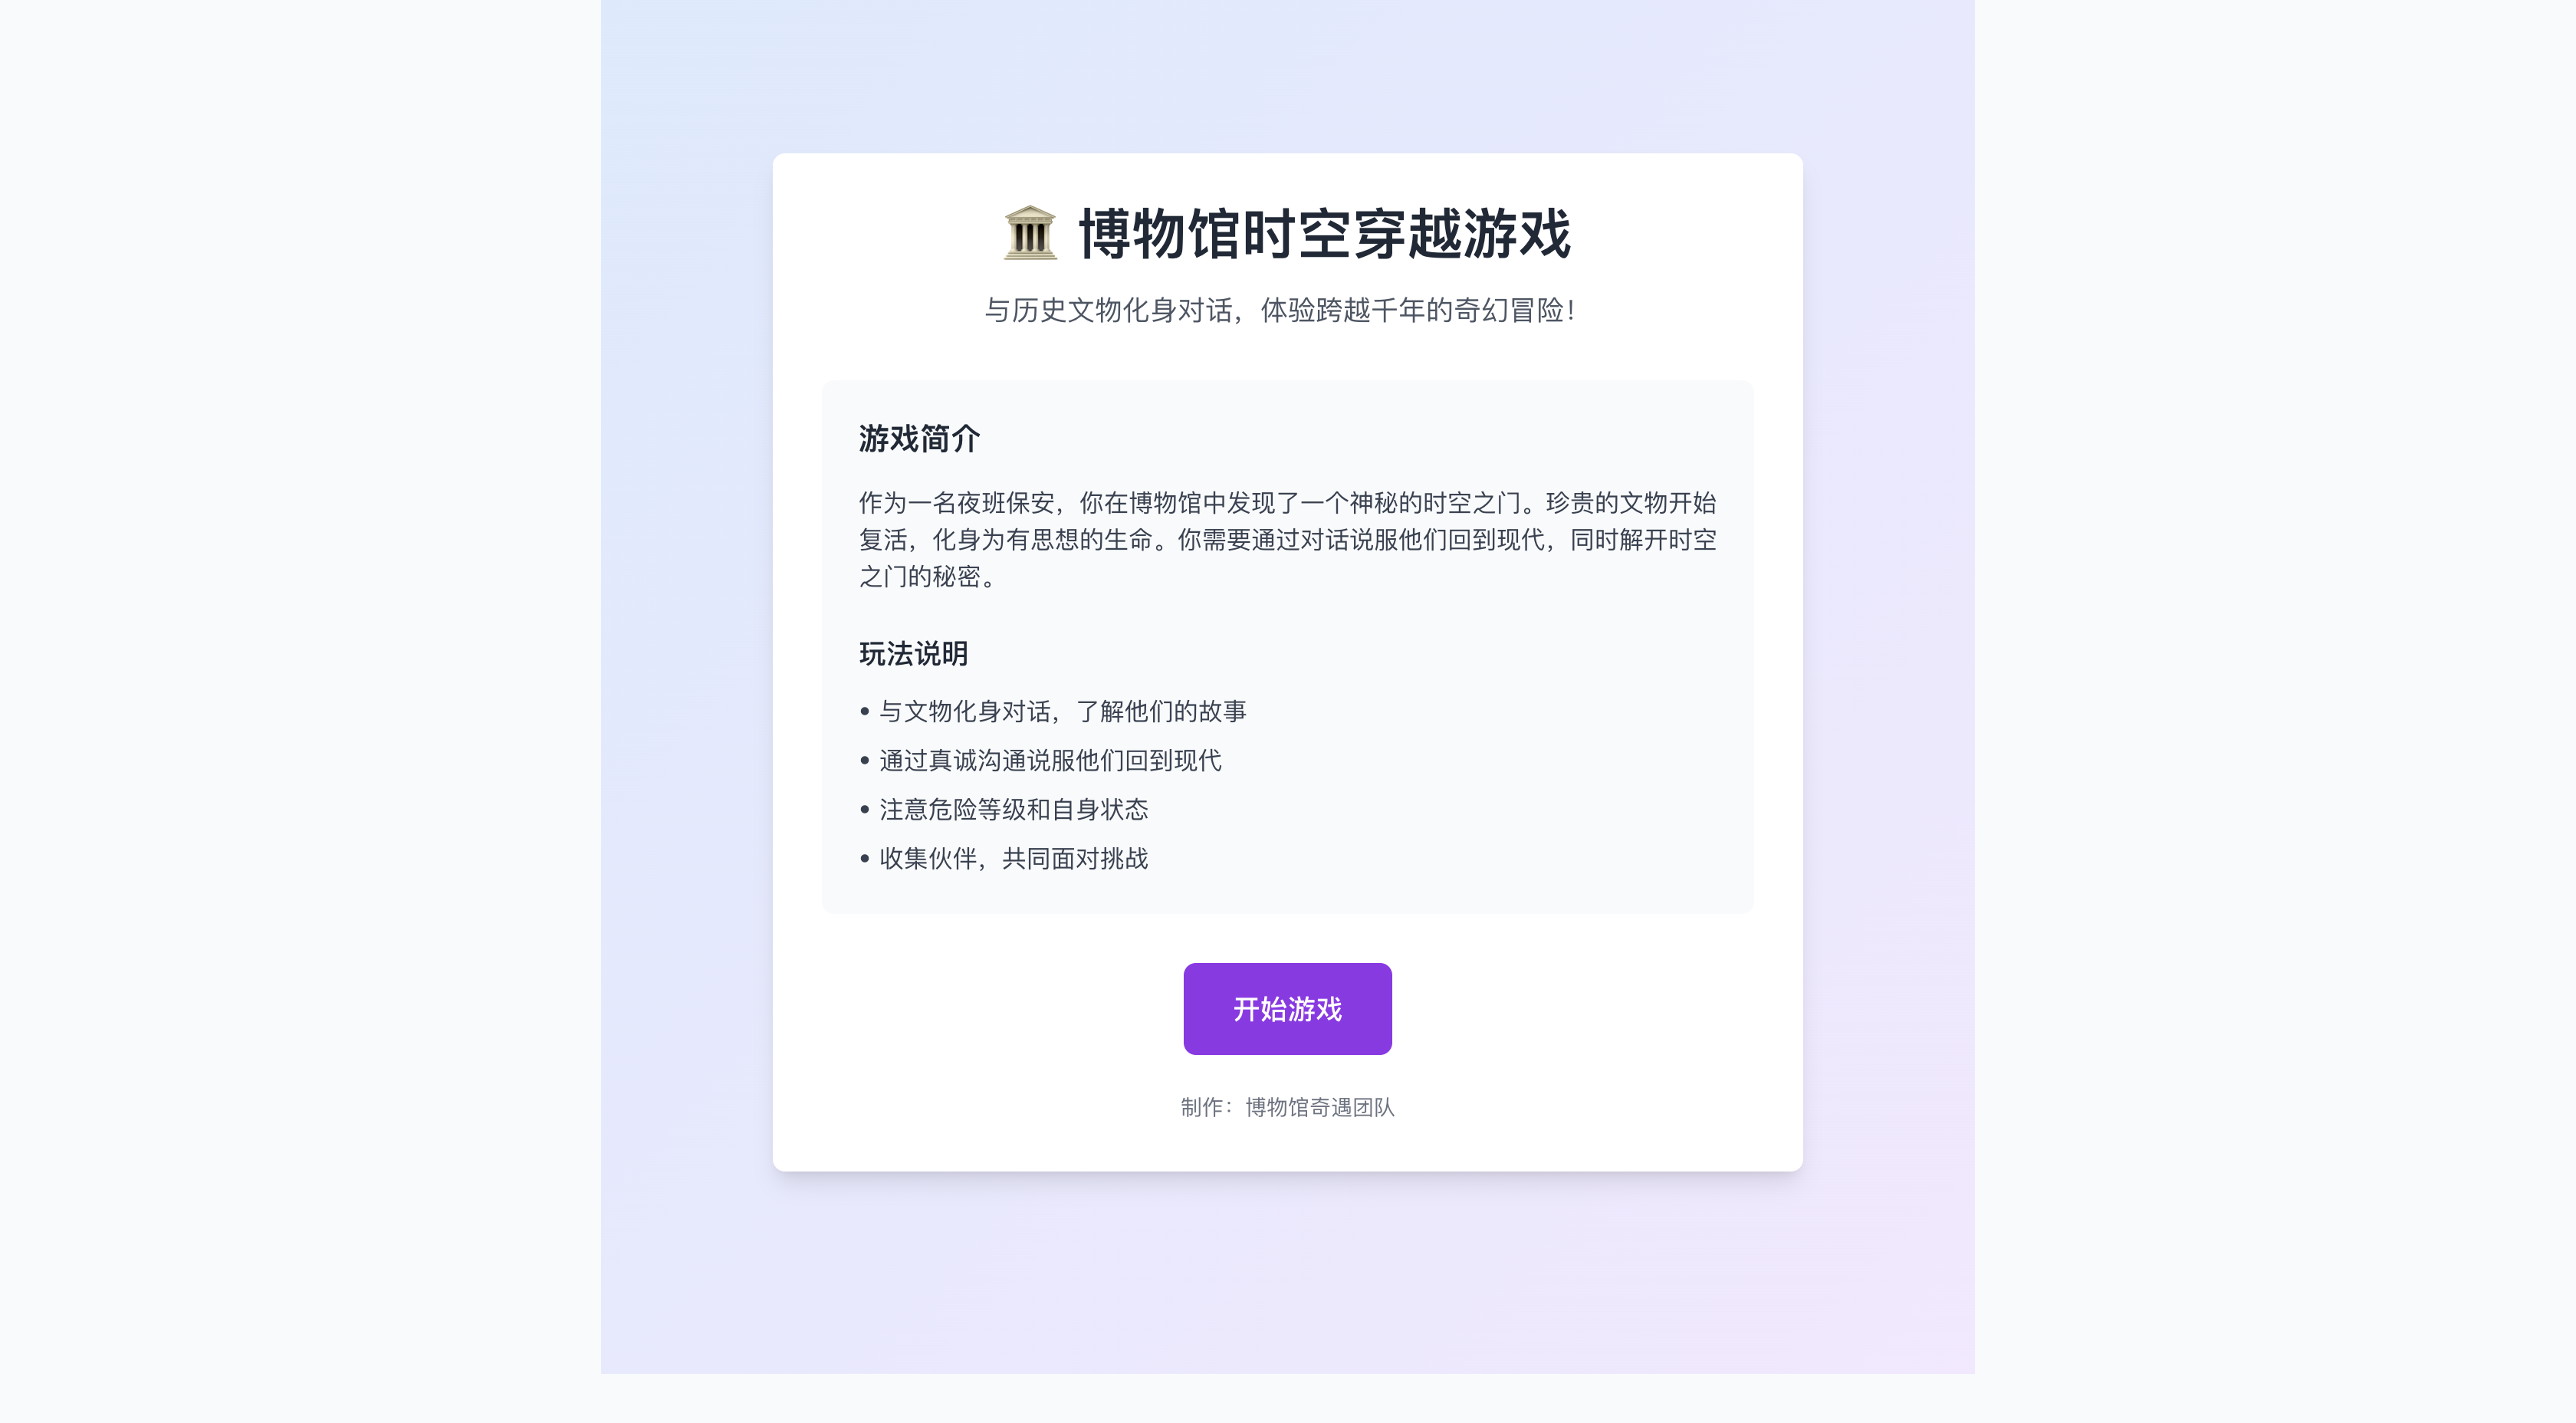 🏛️ 博物馆时空穿越游戏
与历史文物化身对话，体验跨越千年的奇幻冒险！
游戏简介
作为一名夜班保安，你在博物馆中发现了一个神秘的时空之门。珍贵的文物开始
复活，化身为有思想的生命。你需要通过对话说服他们回到现代，同时解开时空
之门的秘密。
玩法说明
• 与文物化身对话，了解他们的故事
• 通过真诚沟通说服他们回到现代
• 注意危险等级和自身状态
• 收集伙伴，共同面对挑战
开始游戏
制作：博物馆奇遇团队